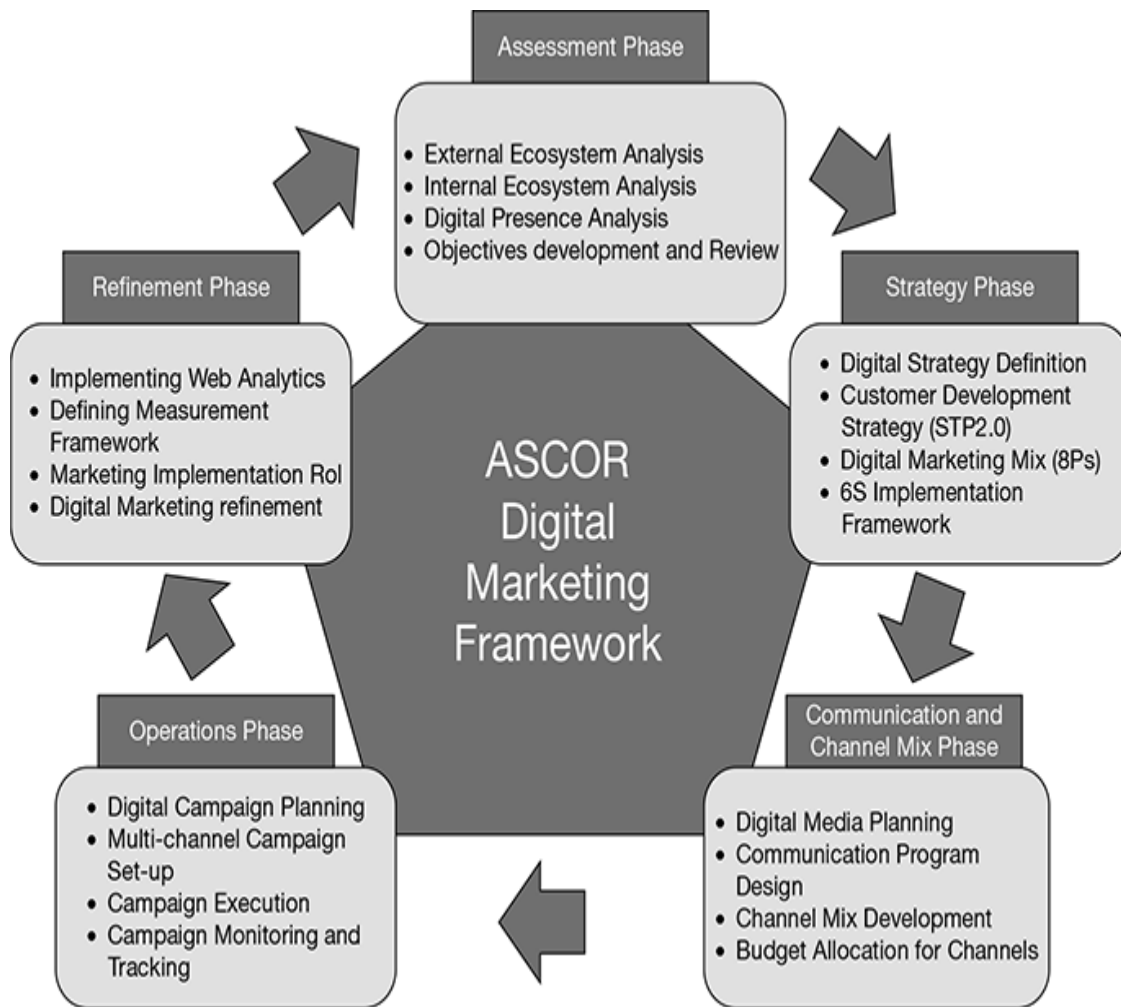 Assessment Phase
• External Ecosystem Analysis
• Internal Ecosystem Analysis
• Digital Presence Analysis
• Objectives development and Review
Strategy Phase
• Digital Strategy Definition
• Customer Development
Strategy (STP2.0)
• Digital Marketing Mix (8Ps)
• 6S Implementation
Framework
Communication and
Channel Mix Phase
• Digital Media Planning
• Communication Program
Design
• Channel Mix Development
• Budget Allocation for Channels
Operations Phase
• Digital Campaign Planning
• Multi-channel Campaign
Set-up
• Campaign Execution
• Campaign Monitoring and
Tracking
Refinement Phase
• Implementing Web Analytics
• Defining Measurement
Framework
• Marketing Implementation RoI
• Digital Marketing refinement
ASCOR
Digital
Marketing
Framework